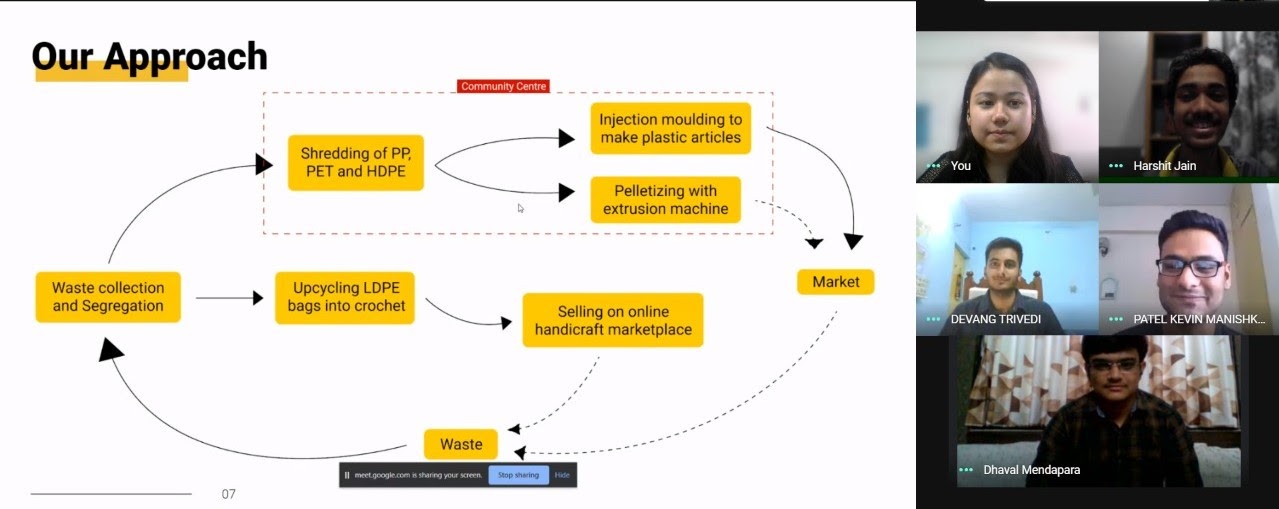 Our Approach
Community Centre
Shredding of PP,
PET and HDPE
Injection moulding to
make plastic articles
Pelletizing with
extrusion machine
Waste collection
and Segregation
Upcycling LDPE
bags into crochet
Selling on online
handicraft marketplace
Market
Waste
meet.google.com is sharing your screen.
Stop sharing
Hide
07
You
Harshit Jain
DEVANG TRIVEDI
PATEL KEVIN MANISHK...
Dhaval Mendapara